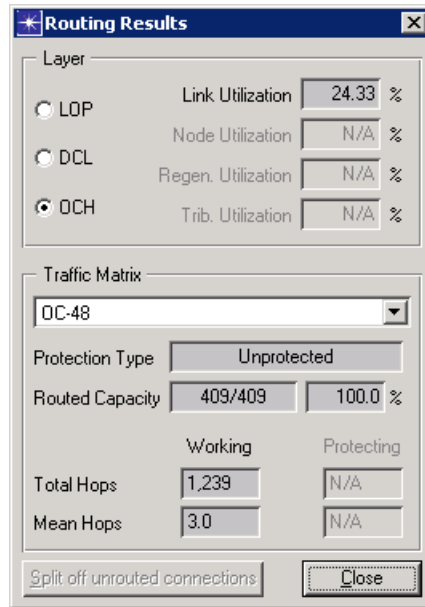 Routing Results
Layer
LOP
DCL
OCH
Link Utilization 24.33 %
Node Utilization N/A %
Regen. Utilization N/A %
Trib. Utilization N/A %
Traffic Matrix
OC-48
Protection Type Unprotected
Routed Capacity 409/409 100.0 %
Working Protecting
Total Hops 1,239 N/A
Mean Hops 3.0 N/A
Split off unrouted connections Close